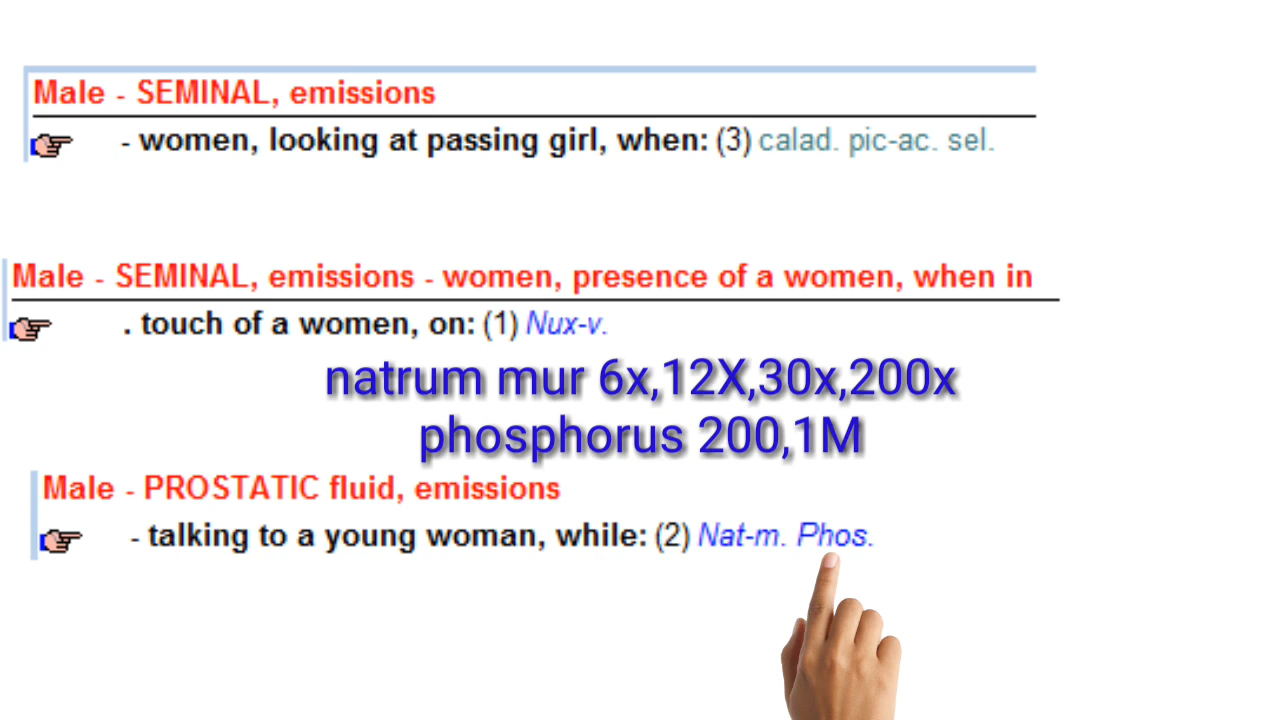 Male - SEMINAL, emissions
- women, looking at passing girl, when: (3) calad. pic-ac. sel.
Male - SEMINAL, emissions - women, presence of a women, when in
. touch of a women, on: (1) Nux-v.
natrum mur 6x,12X,30x,200x
phosphorus 200,1M
Male - PROSTATIC fluid, emissions
- talking to a young woman, while: (2) Nat-m. Phos.